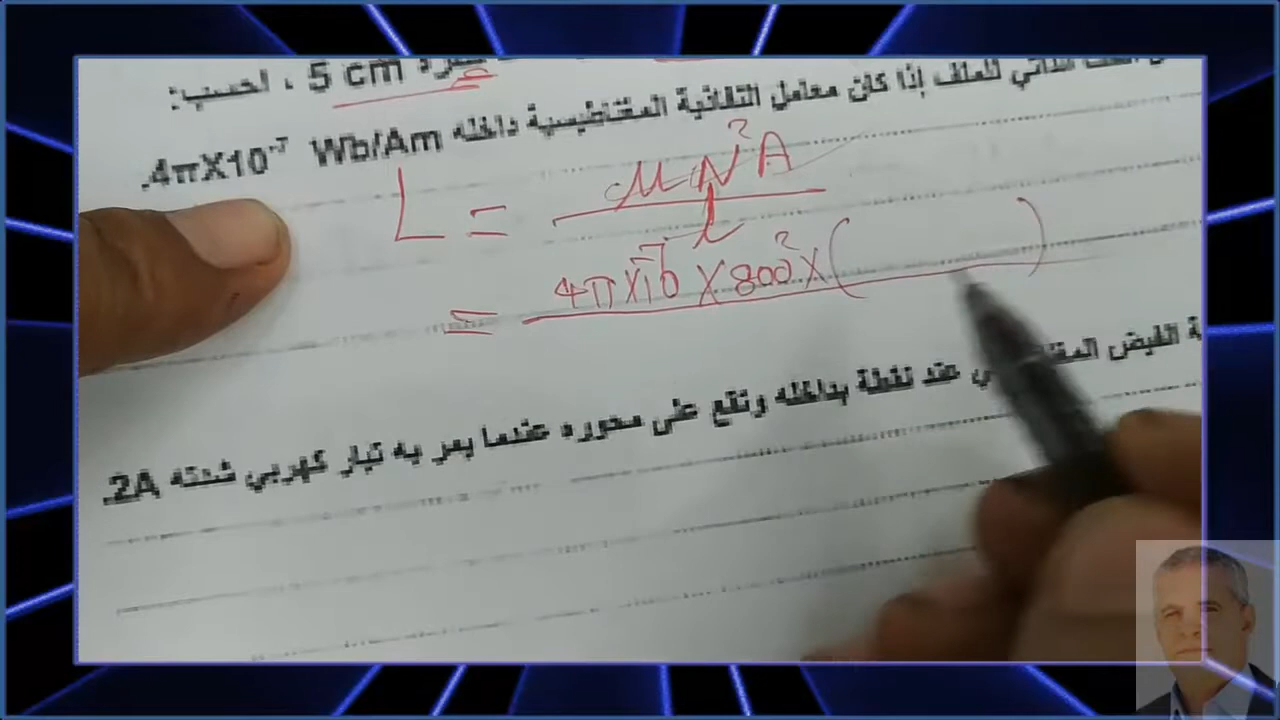 5 cm ، احسب:
للملف إذا كان معامل النفاذية المغناطيسية داخله 4πX10⁻⁷ Wb/Am.
L = μN²A / l
= 4π×10⁻⁷ × 800² × ( )
عند نقطة بداخله وتقع على محوره عندما يمر به تيار كهربي شدته 2A.